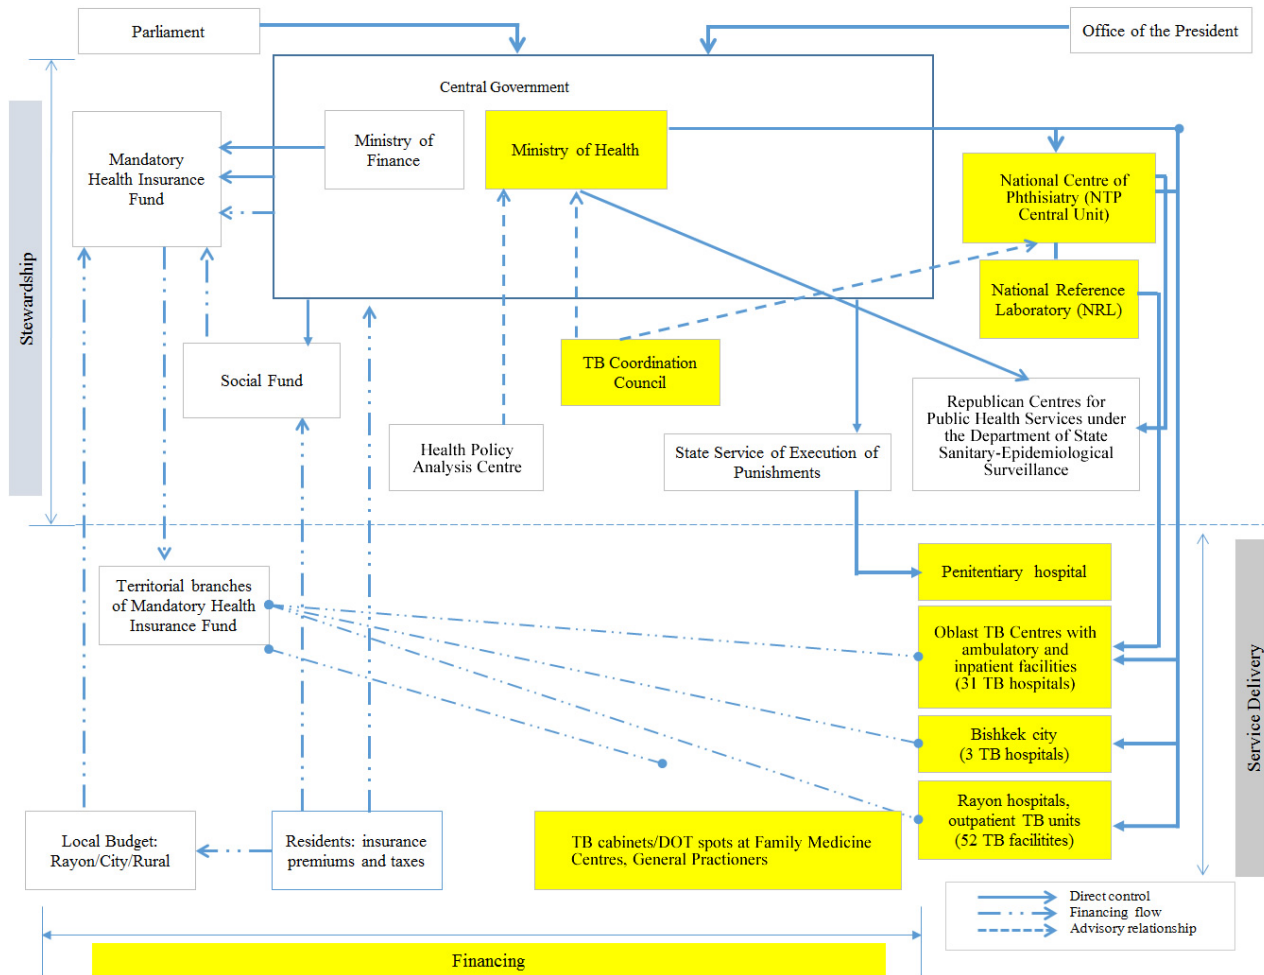 Parliament
Office of the President
Central Government
Mandatory
Health Insurance
Fund
Ministry of
Finance
Ministry of Health
National Centre of
Phthisiatry (NTP
Central Unit)
National Reference
Laboratory (NRL)
Stewardship
Social Fund
TB Coordination
Council
Health Policy
Analysis Centre
State Service of Execution of
Punishments
Republican Centres for
Public Health Services under
the Department of State
Sanitary-Epidemiological
Surveillance
Territorial branches
of Mandatory Health
Insurance Fund
Penitentiary hospital
Oblast TB Centres with
ambulatory and
inpatient facilities
(31 TB hospitals)
Bishkek city
(3 TB hospitals)
Rayon hospitals,
outpatient TB units
(52 TB facilitites)
Service Delivery
Local Budget:
Rayon/City/Rural
Residents: insurance
premiums and taxes
TB cabinets/DOT spots at Family Medicine
Centres, General Practioners
Direct control
Financing flow
Advisory relationship
Financing